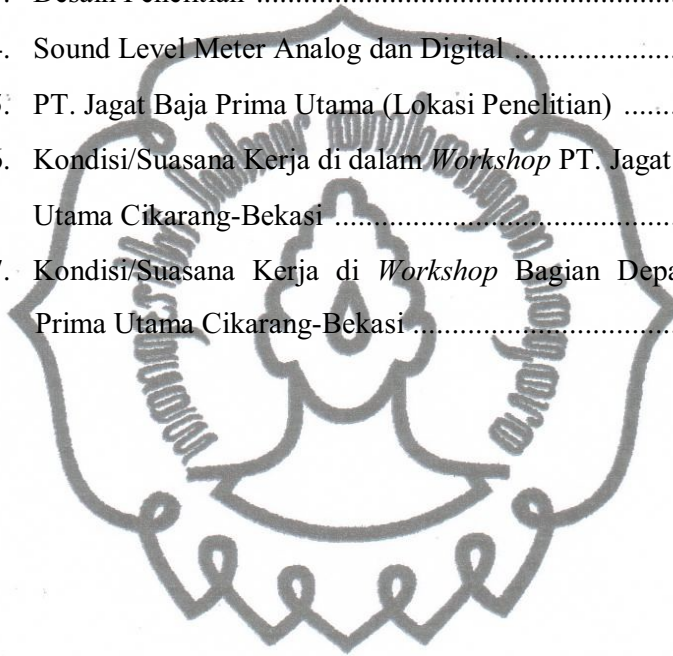 . Desain Penelitian ........................................................
. Sound Level Meter Analog dan Digital .......................
. PT. Jagat Baja Prima Utama (Lokasi Penelitian) .......
. Kondisi/Suasana Kerja di dalam Workshop PT. Jagat
Utama Cikarang-Bekasi .................................................
7. Kondisi/Suasana Kerja di Workshop Bagian Depa
Prima Utama Cikarang-Bekasi .....................................